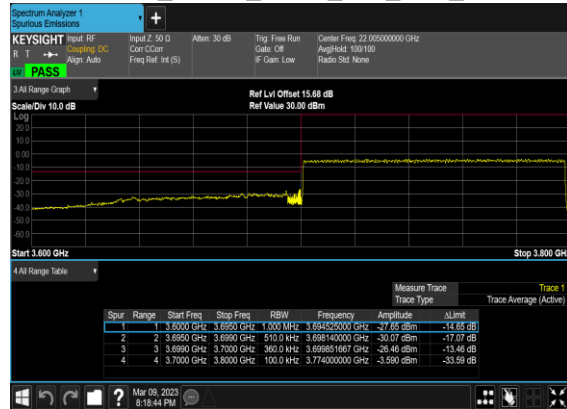 Spectrum Analyzer 1
Spurious Emissions
+
KEYSIGHT Input: RF Input Z: 50 Ω Atten: 30 dB Trig: Free Run Center Freq: 22.005000000 GHz
R T Coupling: DC Corr CCorr Gate: Off Avg|Hold: 100/100
Align: Auto Freq Ref: Int (S) IF Gain: Low Radio Std: None
PASS
3 All Range Graph
Ref Lvl Offset 15.68 dB
Scale/Div 10.0 dB Ref Value 30.00 dBm
Log
20.0
10.0
0.00
-10.0
-20.0
-30.0
-40.0
-50.0
-60.0
Start 3.600 GHz Stop 3.800 GH
4 All Range Table
Measure Trace Trace 1
Trace Type Trace Average (Active)
Spur Range Start Freq Stop Freq RBW Frequency Amplitude ΔLimit
1 1 3.6000 GHz 3.6950 GHz 1.000 MHz 3.694525000 GHz -27.65 dBm -14.65 dB
2 2 3.6950 GHz 3.6990 GHz 510.0 kHz 3.698140000 GHz -30.07 dBm -17.07 dB
3 3 3.6990 GHz 3.7000 GHz 360.0 kHz 3.699851667 GHz -26.46 dBm -13.46 dB
4 4 3.7000 GHz 3.8000 GHz 100.0 kHz 3.774000000 GHz -3.590 dBm -33.59 dB
? Mar 09, 2023
8:18:44 PM